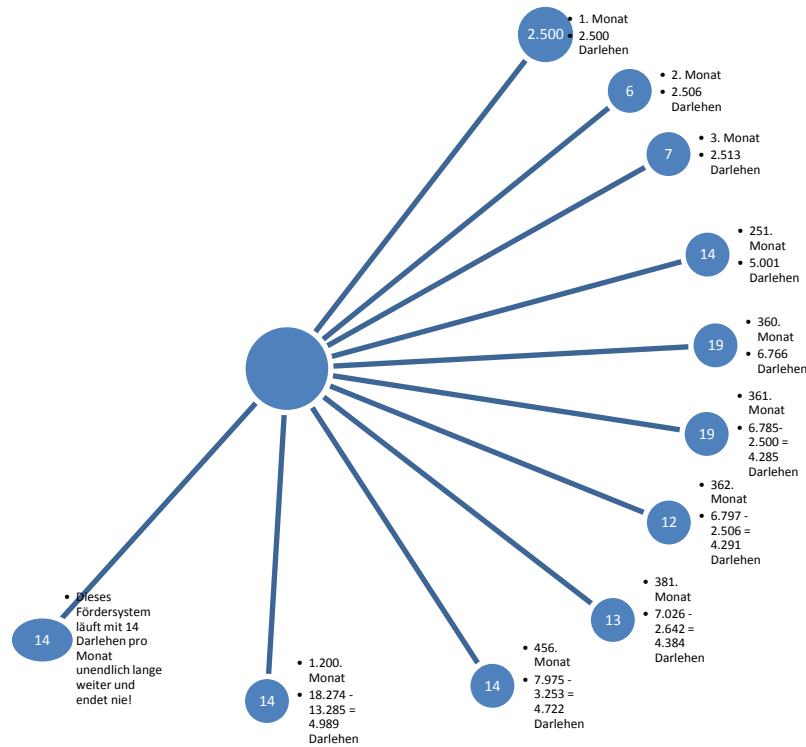 2.500
• 1. Monat
• 2.500
Darlehen
6
• 2. Monat
• 2.506
Darlehen
7
• 3. Monat
• 2.513
Darlehen
14
• 251.
Monat
• 5.001
Darlehen
19
• 360.
Monat
• 6.766
Darlehen
19
• 361.
Monat
• 6.785-
2.500 =
4.285
Darlehen
12
• 362.
Monat
• 6.797 -
2.506 =
4.291
Darlehen
13
• 381.
Monat
• 7.026 -
2.642 =
4.384
Darlehen
14
• 456.
Monat
• 7.975 -
3.253 =
4.722
Darlehen
14
• 1.200.
Monat
• 18.274 -
13.285 =
4.989
Darlehen
14
• Dieses
Fördersystem
läuft mit 14
Darlehen pro
Monat
unendlich lange
weiter und
endet nie!